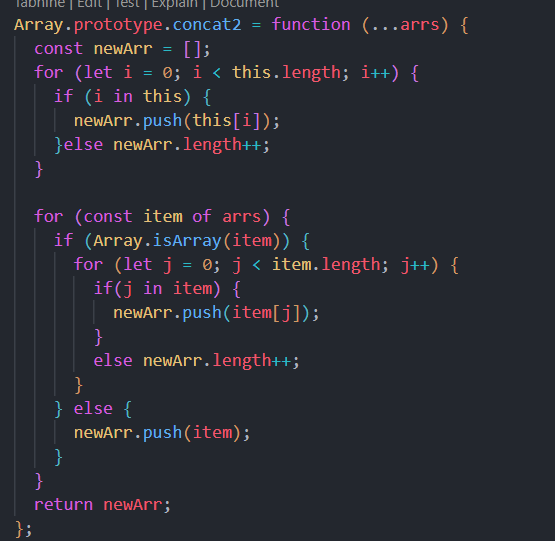 Tabnine | Edit | Test | Explain | Document
Array.prototype.concat2 = function (...arrs) {
  const newArr = [];
  for (let i = 0; i < this.length; i++) {
    if (i in this) {
      newArr.push(this[i]);
    }else newArr.length++;
  }

  for (const item of arrs) {
    if (Array.isArray(item)) {
      for (let j = 0; j < item.length; j++) {
        if(j in item) {
          newArr.push(item[j]);
        }
        else newArr.length++;
      }
    } else {
      newArr.push(item);
    }
  }
  return newArr;
};